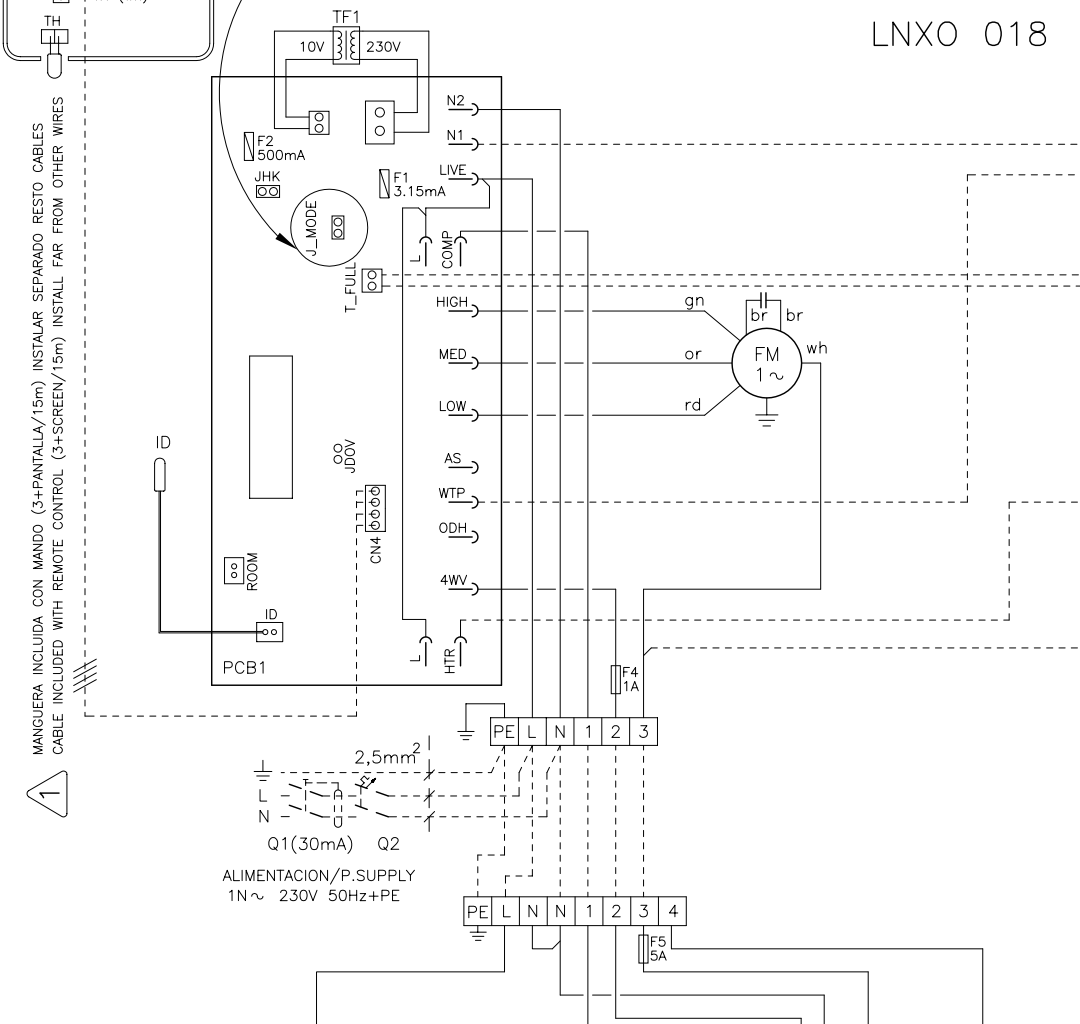 TH
TF1
10V
230V
LNXO 018
N2
N1
LIVE
F2
500mA
F1
3.15mA
JHK
J_MODE
L
COMP
T_FULL
HIGH
gn
br
br
MED
or
FM
1~
wh
LOW
rd
AS
ID
JDOV
WTP
ODH
CN4
ROOM
4WV
ID
L
HTR
PCB1
F4
1A
MANGUERA INCLUIDA CON MANDO (3+PANTALLA/15m) INSTALAR SEPARADO RESTO CABLES
CABLE INCLUDED WITH REMOTE CONTROL (3+SCREEN/15m) INSTALL FAR FROM OTHER WIRES
1
PE L N 1 2 3
2,5mm²
L
N
Q1(30mA) Q2
ALIMENTACION/P.SUPPLY
1N~ 230V 50Hz+PE
PE L N N 1 2 3 4
F5
5A